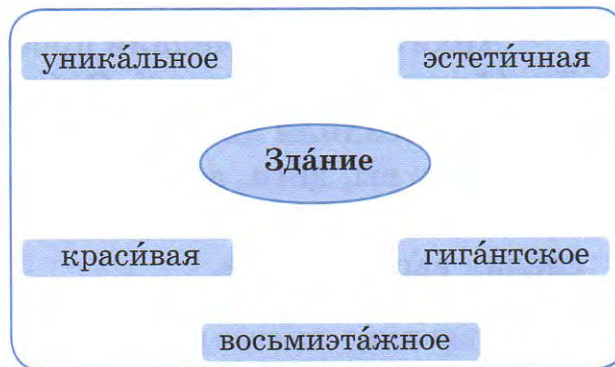 уника́льное
эстети́чная
Зда́ние
краси́вая
гига́нтское
восьмиэта́жное